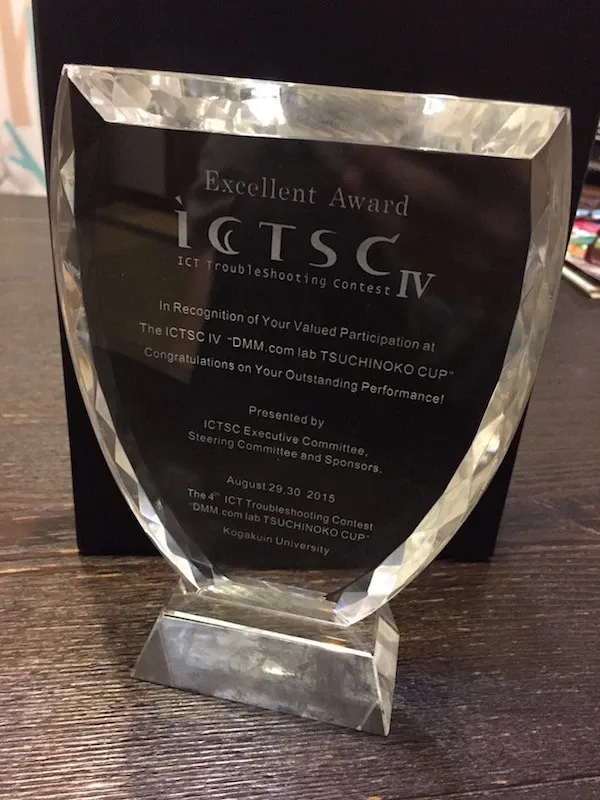 Excellent Award
iCTSC IV
ICT TroubleShooting Contest
In Recognition of Your Valued Participation at
The ICTSC IV "DMM.com lab TSUCHINOKO CUP"
Congratulations on Your Outstanding Performance!
Presented by
ICTSC Executive Committee,
Steering Committee and Sponsors.
August 29,30 2015
The 4th ICT Troubleshooting Contest
"DMM.com lab TSUCHINOKO CUP"
Kogakuin University